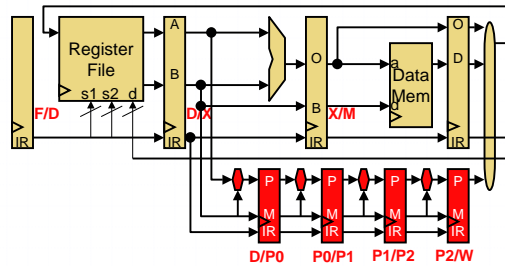 Register
File
s1 s2 d
F/D
IR
A
B
IR
D/X
O
B
IR
X/M
a
d
Data
Mem
O
D
IR
P
M
IR
P
M
IR
P
M
IR
P
M
IR
D/P0
P0/P1
P1/P2
P2/W